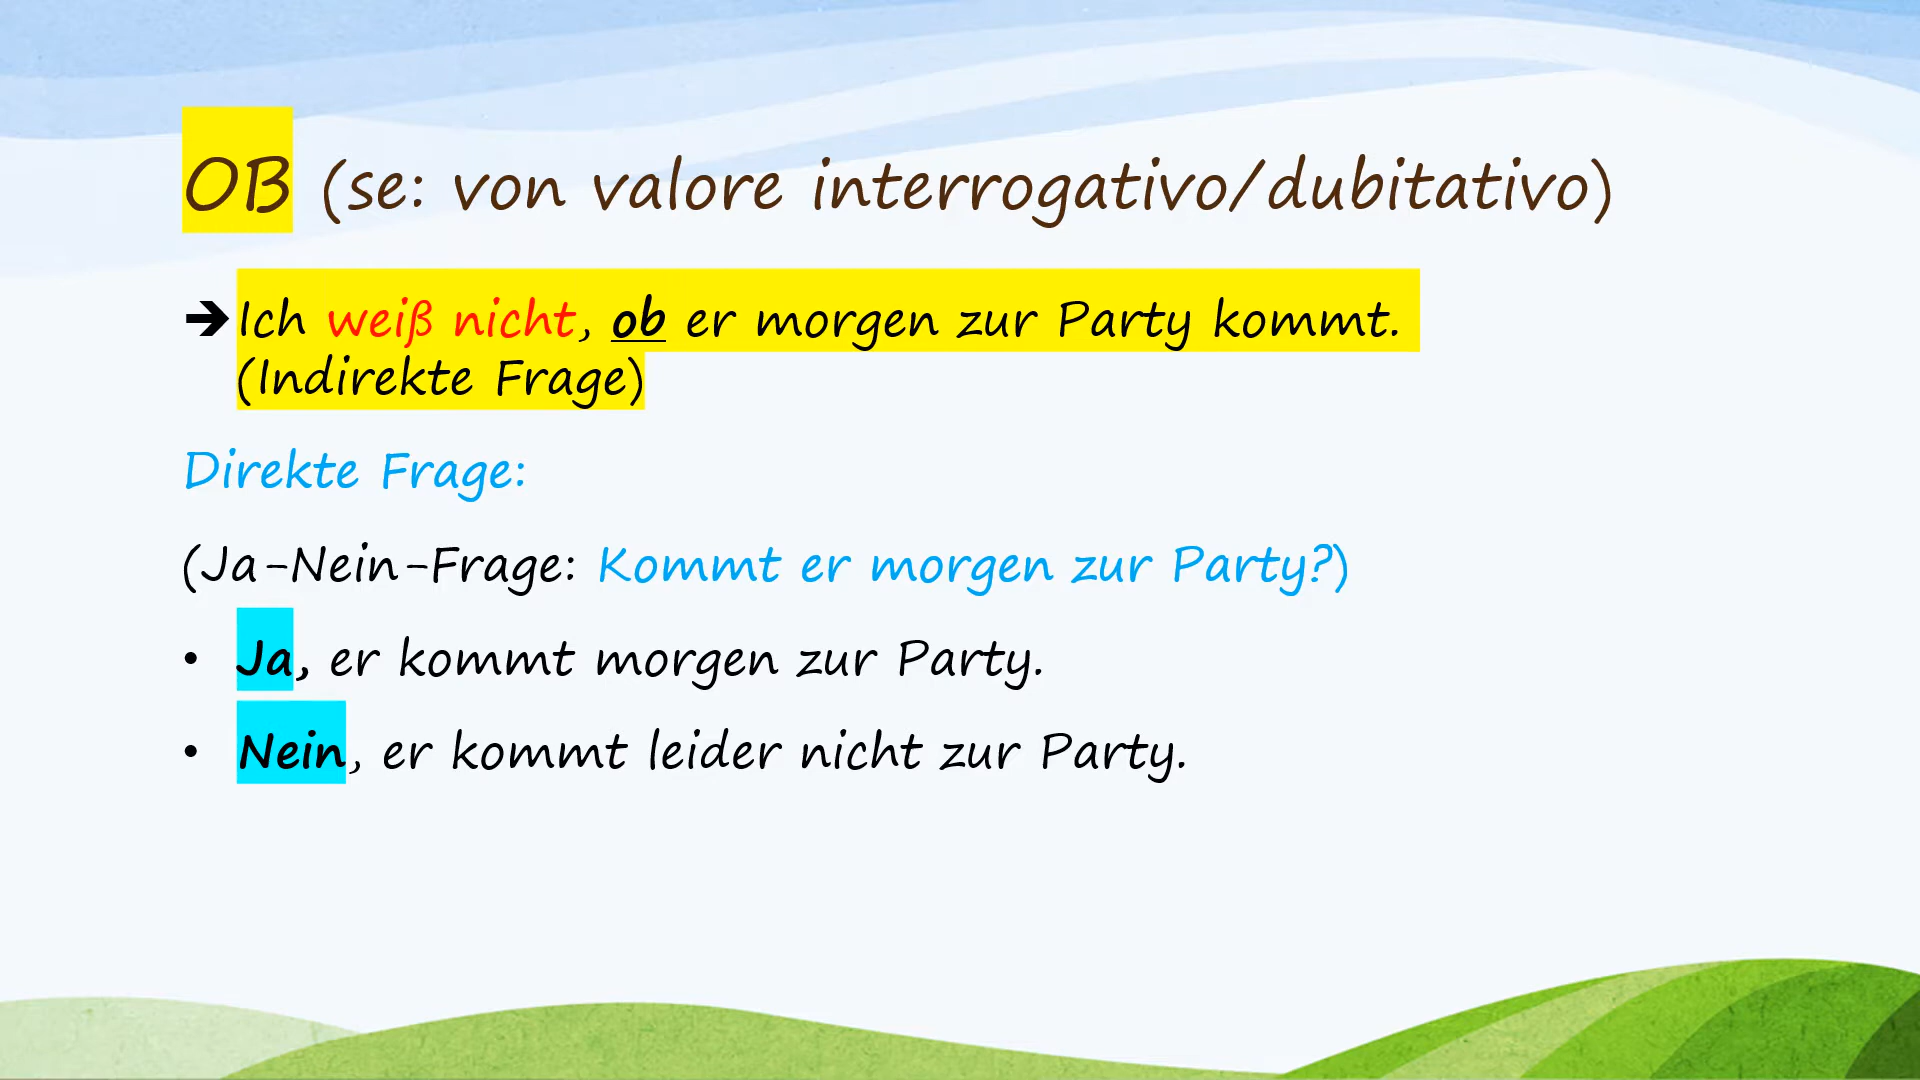 OB (se: von valore interrogativo/dubitativo)
➔Ich weiß nicht, ob er morgen zur Party kommt.
(Indirekte Frage)
Direkte Frage:
(Ja-Nein-Frage: Kommt er morgen zur Party?)
• Ja, er kommt morgen zur Party.
• Nein, er kommt leider nicht zur Party.